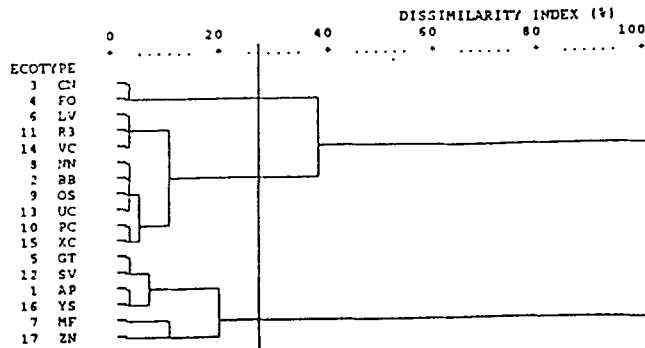 DISSIMILARITY INDEX (%)
0 20 40 60 80 100
ECOTYPE
3 CN
4 FO
6 LV
11 R3
14 VC
8 NN
2 BB
9 OS
13 UC
10 PC
15 XC
5 GT
12 SV
1 AP
16 YS
7 MF
17 ZN